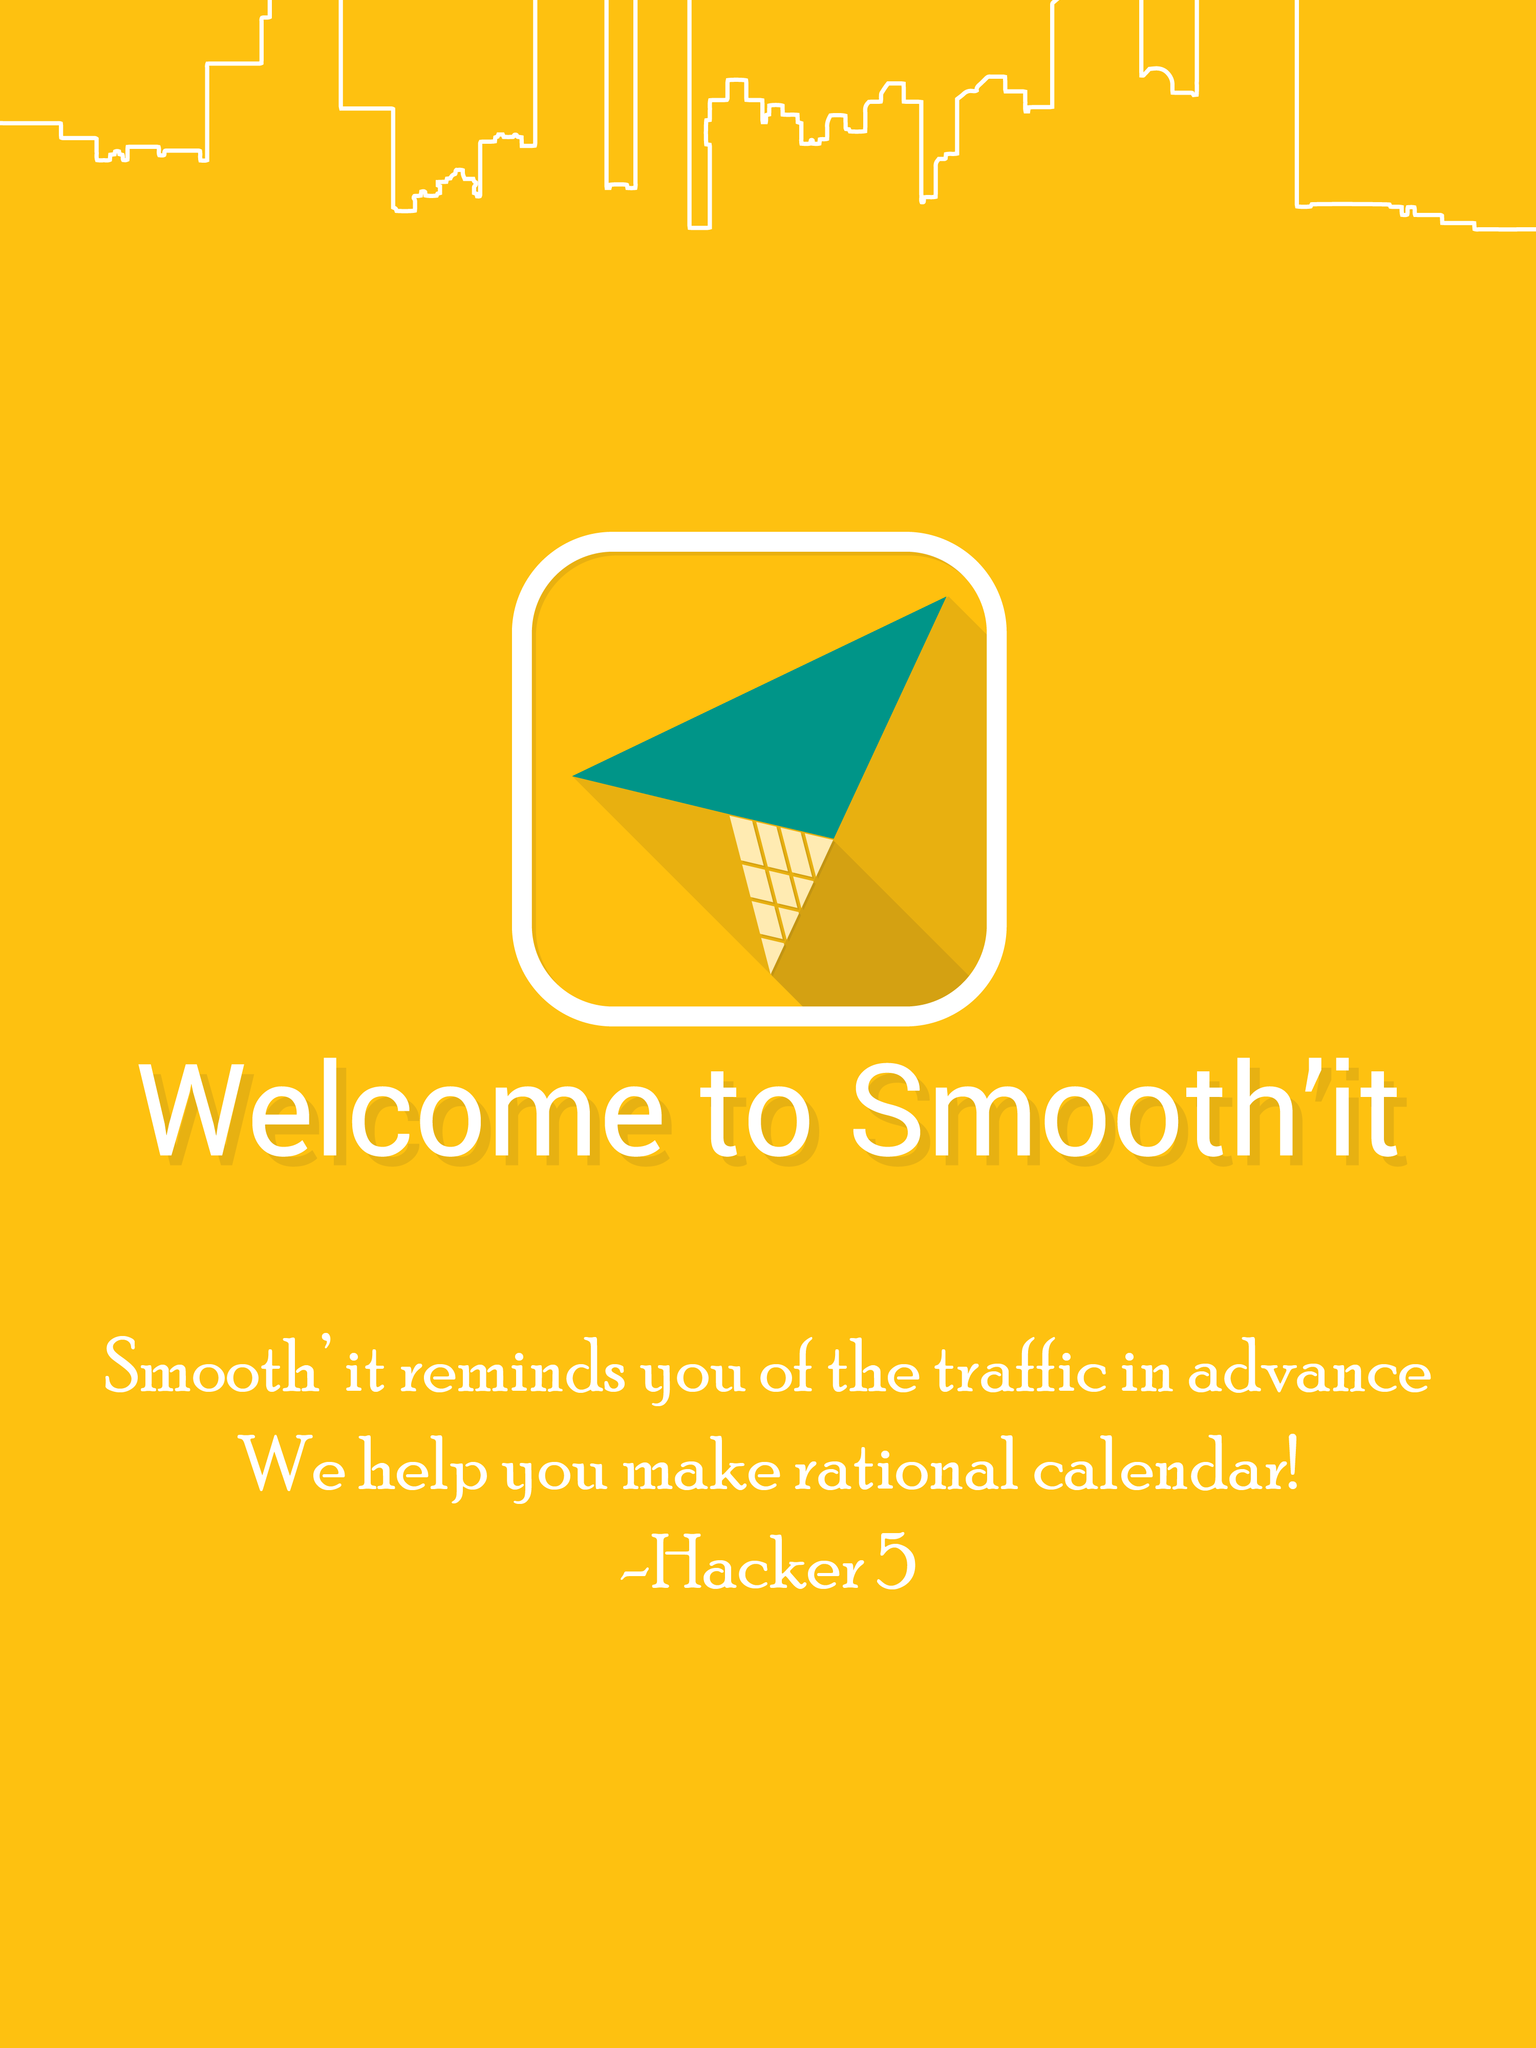 Welcome to Smooth’it
Smooth’it reminds you of the traffic in advance
We help you make rational calendar!
-Hacker 5